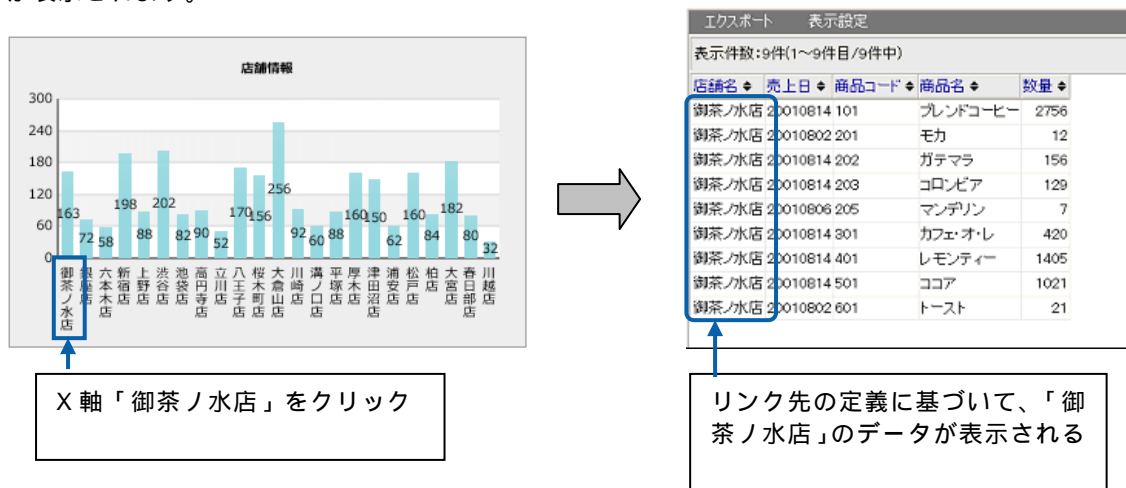 が表示されます。
店舗情報
300
240
180
120
60
0
163 72 58 198 88 202 82 90 52 170 156 256 92 60 88 160 150 62 160 84 182 80 32
御茶ノ水店
銀座店
六本木店
新宿店
上野店
渋谷店
池袋店
高円寺店
立川店
八王子店
桜木町店
大倉山店
川崎店
溝ノ口店
平塚店
厚木店
津田沼店
浦安店
松戸店
柏店
大宮店
春日部店
川越店
X軸「御茶ノ水店」をクリック
エクスポート 表示設定
表示件数:9件(1～9件目/9件中)
店舗名 売上日 商品コード 商品名 数量
御茶ノ水店 20010814 101 ブレンドコーヒー 2756
御茶ノ水店 20010802 201 モカ 12
御茶ノ水店 20010814 202 ガテマラ 156
御茶ノ水店 20010814 203 コロンビア 129
御茶ノ水店 20010806 205 マンデリン 7
御茶ノ水店 20010814 301 カフェ・オ・レ 420
御茶ノ水店 20010814 401 レモンティー 1405
御茶ノ水店 20010814 501 ココア 1021
御茶ノ水店 20010802 601 トースト 21
リンク先の定義に基づいて、「御
茶ノ水店」のデータが表示される